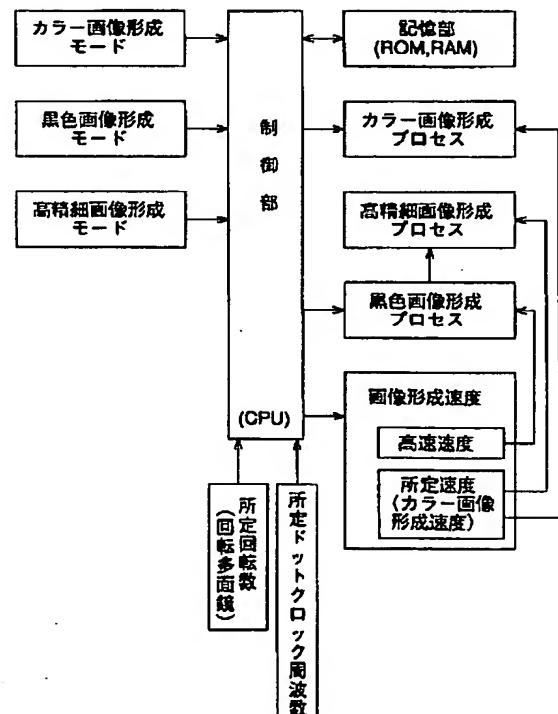 カラー画像形成
モード
黒色画像形成
モード
高精細画像形成
モード
制御部
(CPU)
記憶部
(ROM,RAM)
カラー画像形成
プロセス
高精細画像形成
プロセス
黒色画像形成
プロセス
画像形成速度
高速速度
所定速度
(カラー画像
形成速度)
所定回転数
(回転多面鏡)
所定ドットクロック周波数